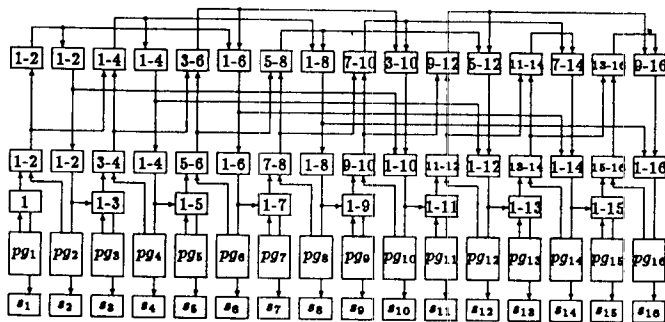 1-2 1-2 1-4 1-4 3-6 1-6 5-8 1-8 7-10 3-10 9-12 5-12 11-14 7-14 13-16 9-16
1-2 1-2 3-4 1-4 5-6 1-6 7-8 1-8 9-10 1-10 11-12 1-12 13-14 1-14 15-16 1-16
1 1-3 1-5 1-7 1-9 1-11 1-13 1-15
pg1 pg2 pg3 pg4 pg5 pg6 pg7 pg8 pg9 pg10 pg11 pg12 pg13 pg14 pg15 pg16
s1 s2 s3 s4 s5 s6 s7 s8 s9 s10 s11 s12 s13 s14 s15 s16